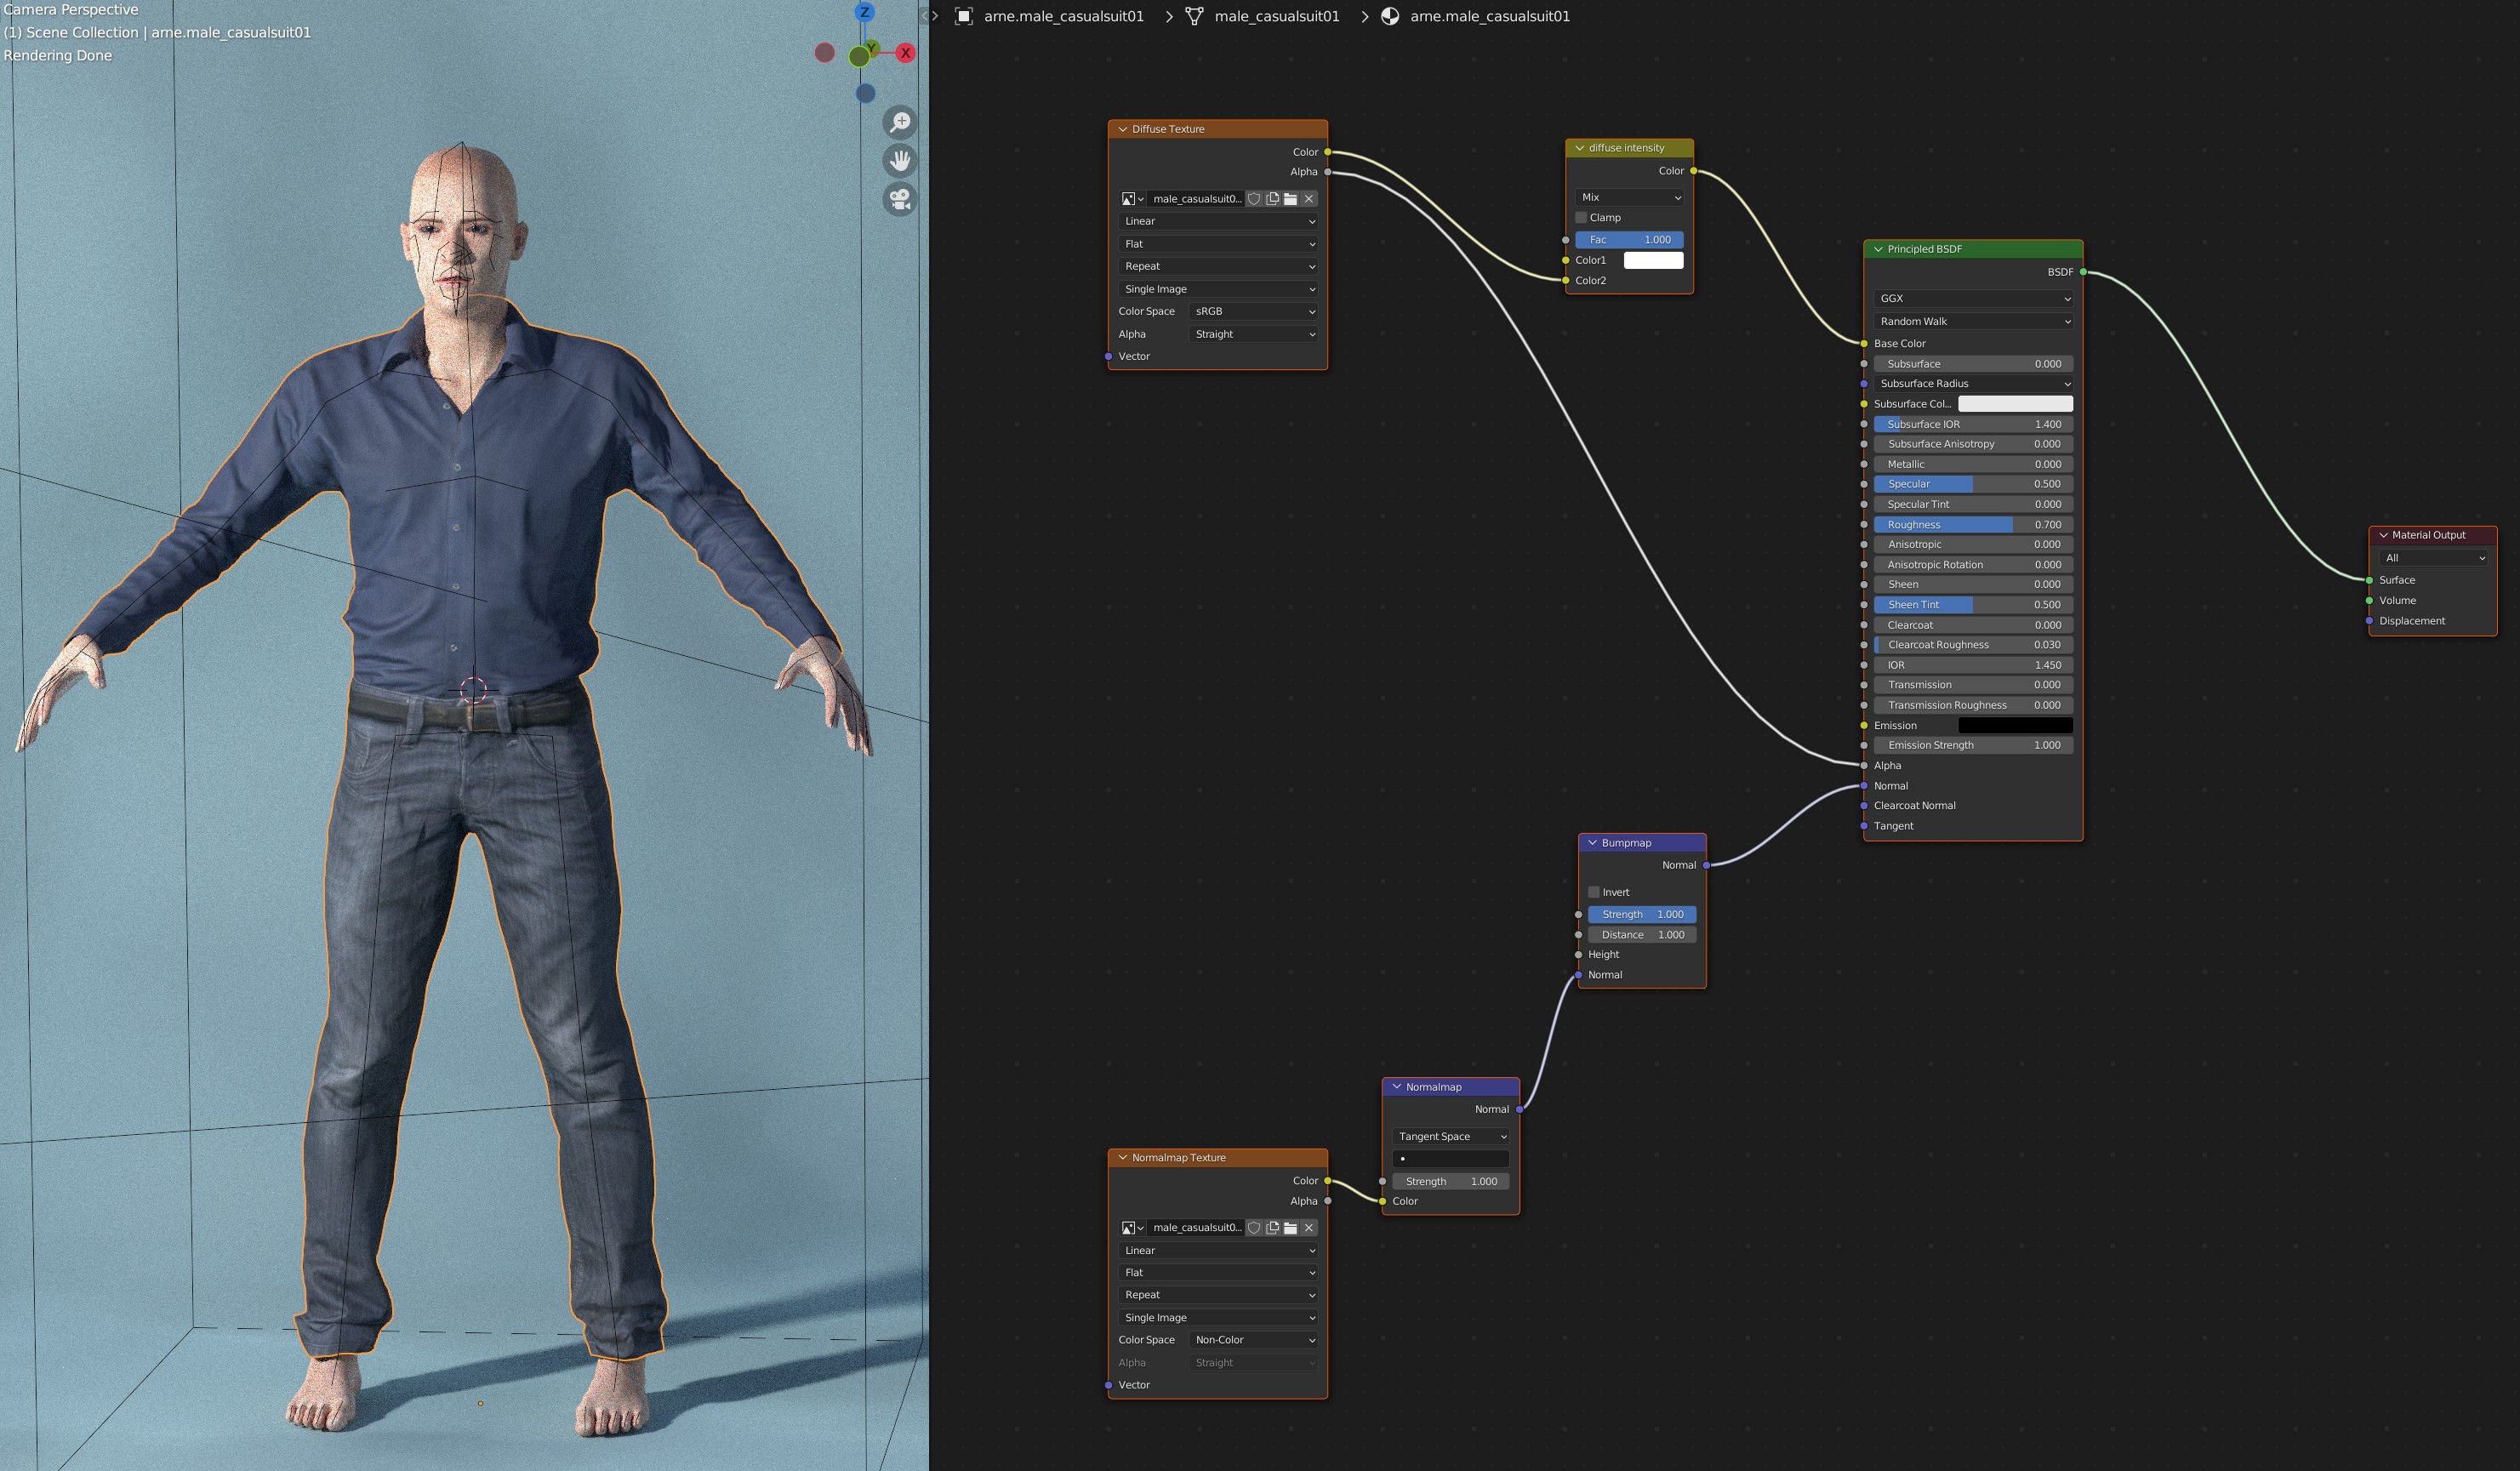 Camera Perspective
(1) Scene Collection | arne.male_casualsuit01
Rendering Done
Z
Y
X
arne.male_casualsuit01 > male_casualsuit01 > arne.male_casualsuit01
Diffuse Texture
Color
Alpha
male_casualsuit0...
Linear
Flat
Repeat
Single Image
Color Space sRGB
Alpha Straight
Vector
diffuse intensity
Color
Mix
Clamp
Fac 1.000
Color1
Color2
Principled BSDF
BSDF
GGX
Random Walk
Base Color
Subsurface 0.000
Subsurface Radius
Subsurface Col...
Subsurface IOR 1.400
Subsurface Anisotropy 0.000
Metallic 0.000
Specular 0.500
Specular Tint 0.000
Roughness 0.700
Anisotropic 0.000
Anisotropic Rotation 0.000
Sheen 0.000
Sheen Tint 0.500
Clearcoat 0.000
Clearcoat Roughness 0.030
IOR 1.450
Transmission 0.000
Transmission Roughness 0.000
Emission
Emission Strength 1.000
Alpha
Normal
Clearcoat Normal
Tangent
Material Output
All
Surface
Volume
Displacement
Bumpmap
Normal
Invert
Strength 1.000
Distance 1.000
Height
Normal
Normalmap
Normal
Tangent Space
Strength 1.000
Color
Normalmap Texture
Color
Alpha
male_casualsuit0...
Linear
Flat
Repeat
Single Image
Color Space Non-Color
Alpha Straight
Vector